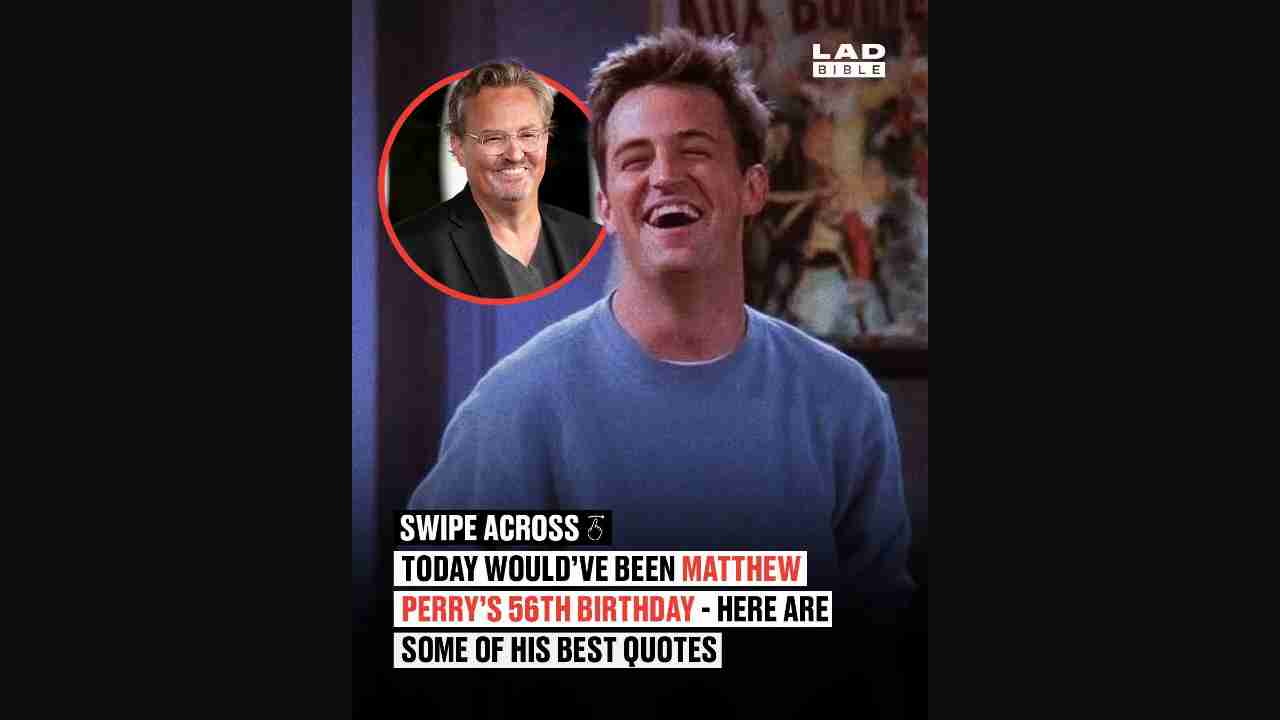 LAD
BIBLE
SWIPE ACROSS
TODAY WOULD'VE BEEN MATTHEW
PERRY'S 56TH BIRTHDAY - HERE ARE
SOME OF HIS BEST QUOTES